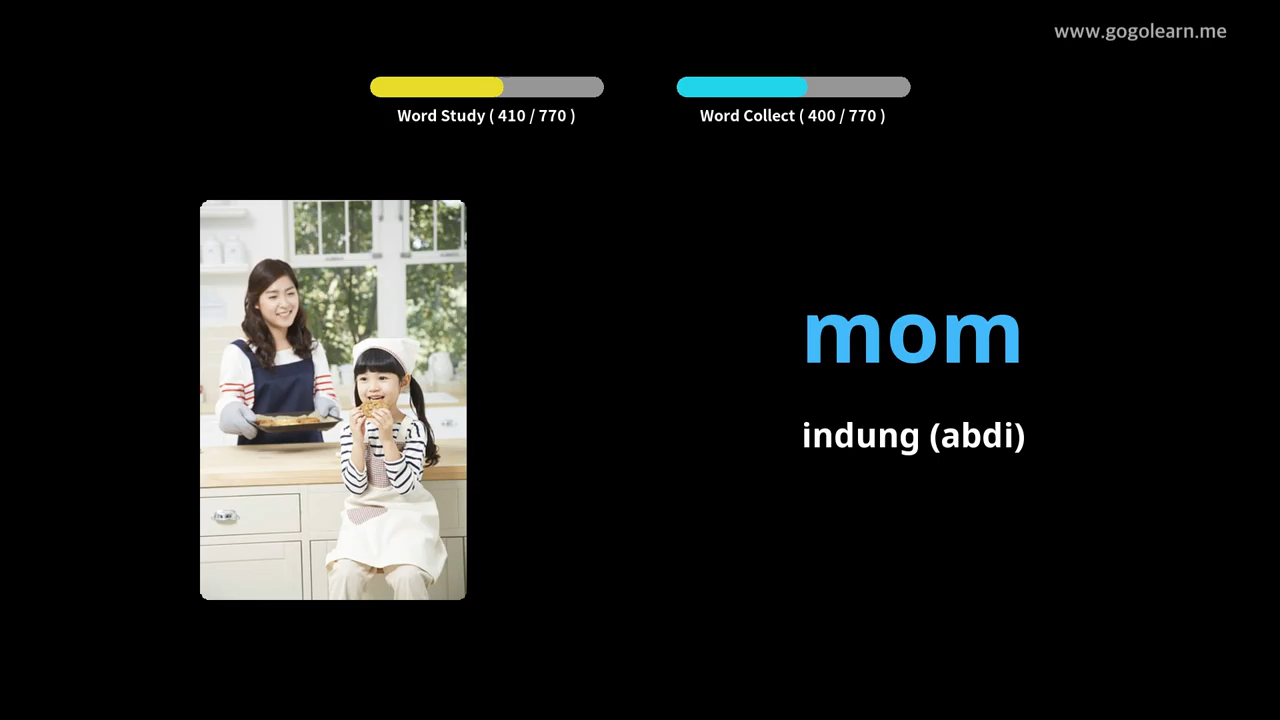 www.gogolearn.me
Word Study ( 410 / 770 )
Word Collect ( 400 / 770 )
mom
indung (abdi)